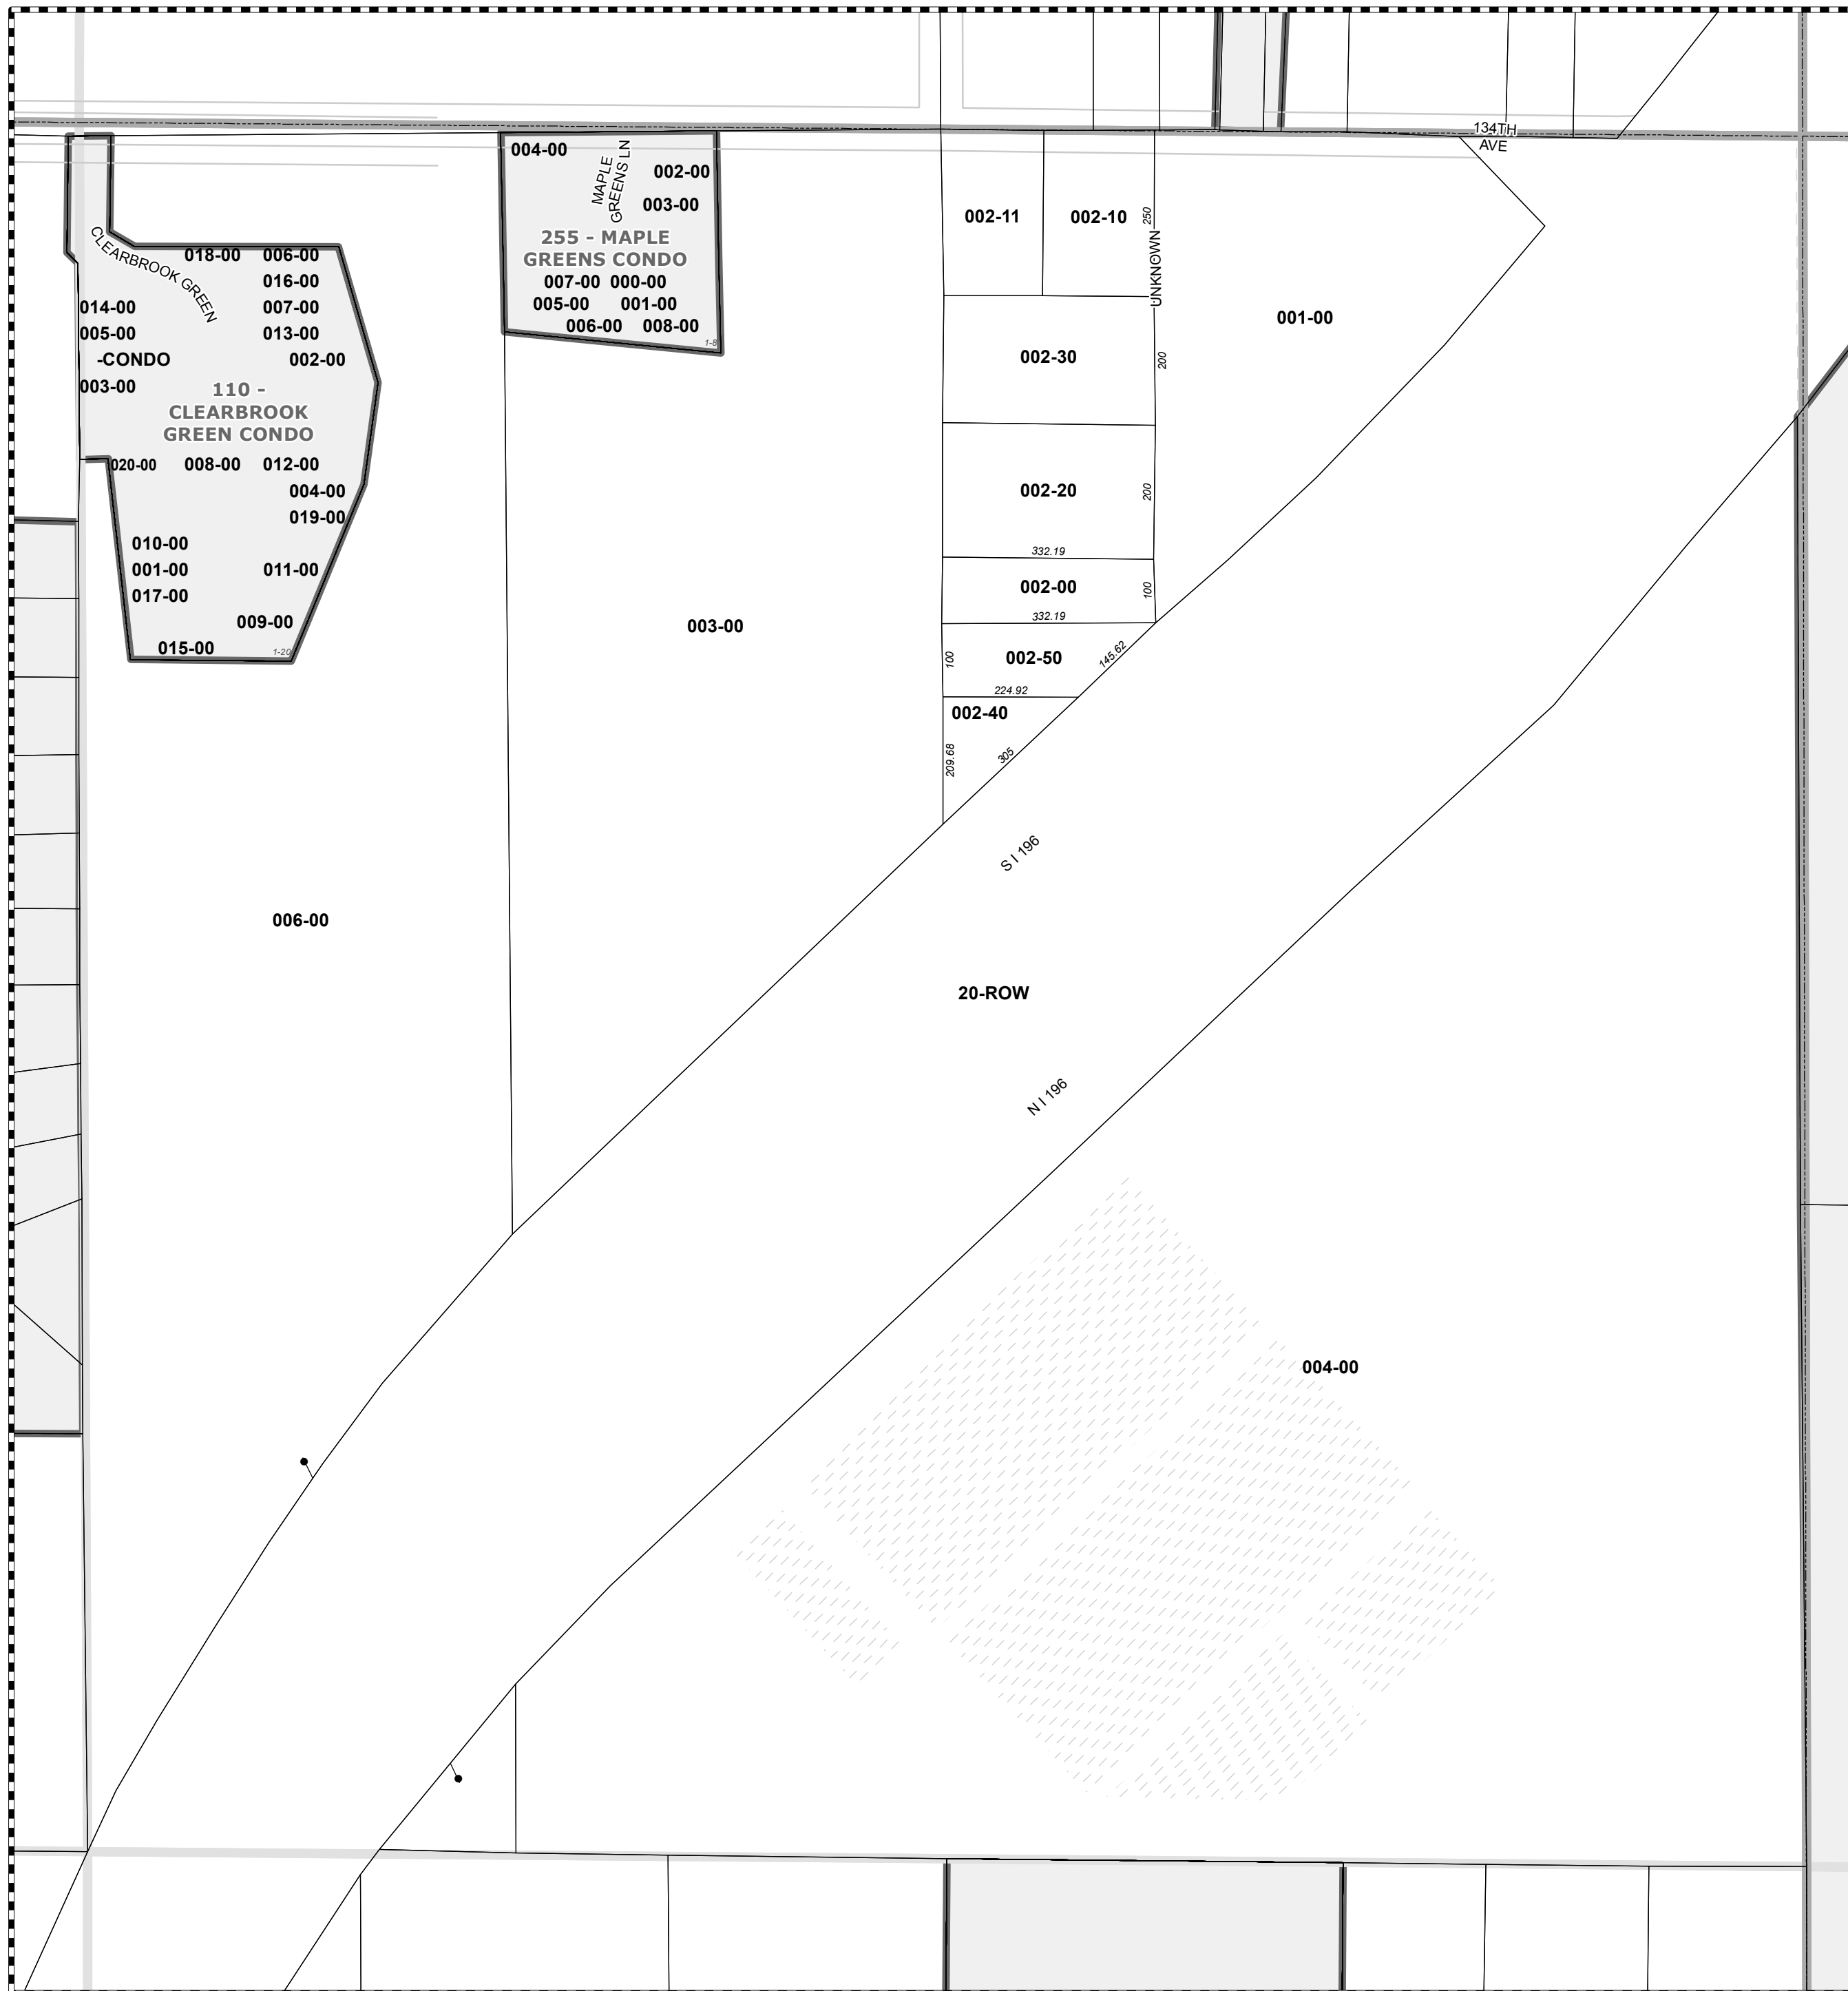 134TH
AVE
004-00
MAPLE
GREENS LN
002-00
003-00
255 - MAPLE
GREENS CONDO
007-00 000-00
005-00 001-00
006-00 008-00
1-8
002-11
002-10
250
UNKNOWN
001-00
CLEARBROOK GREEN
018-00 006-00
016-00
014-00 007-00
005-00 013-00
-CONDO 002-00
003-00
110 -
CLEARBROOK
GREEN CONDO
020-00 008-00 012-00
004-00
019-00
010-00
001-00 011-00
017-00
009-00
015-00
1-20
002-30
200
002-20
200
332.19
002-00
100
332.19
003-00
002-50
100
145.62
224.92
002-40
209.68
305
S I 196
006-00
20-ROW
N I 196
004-00